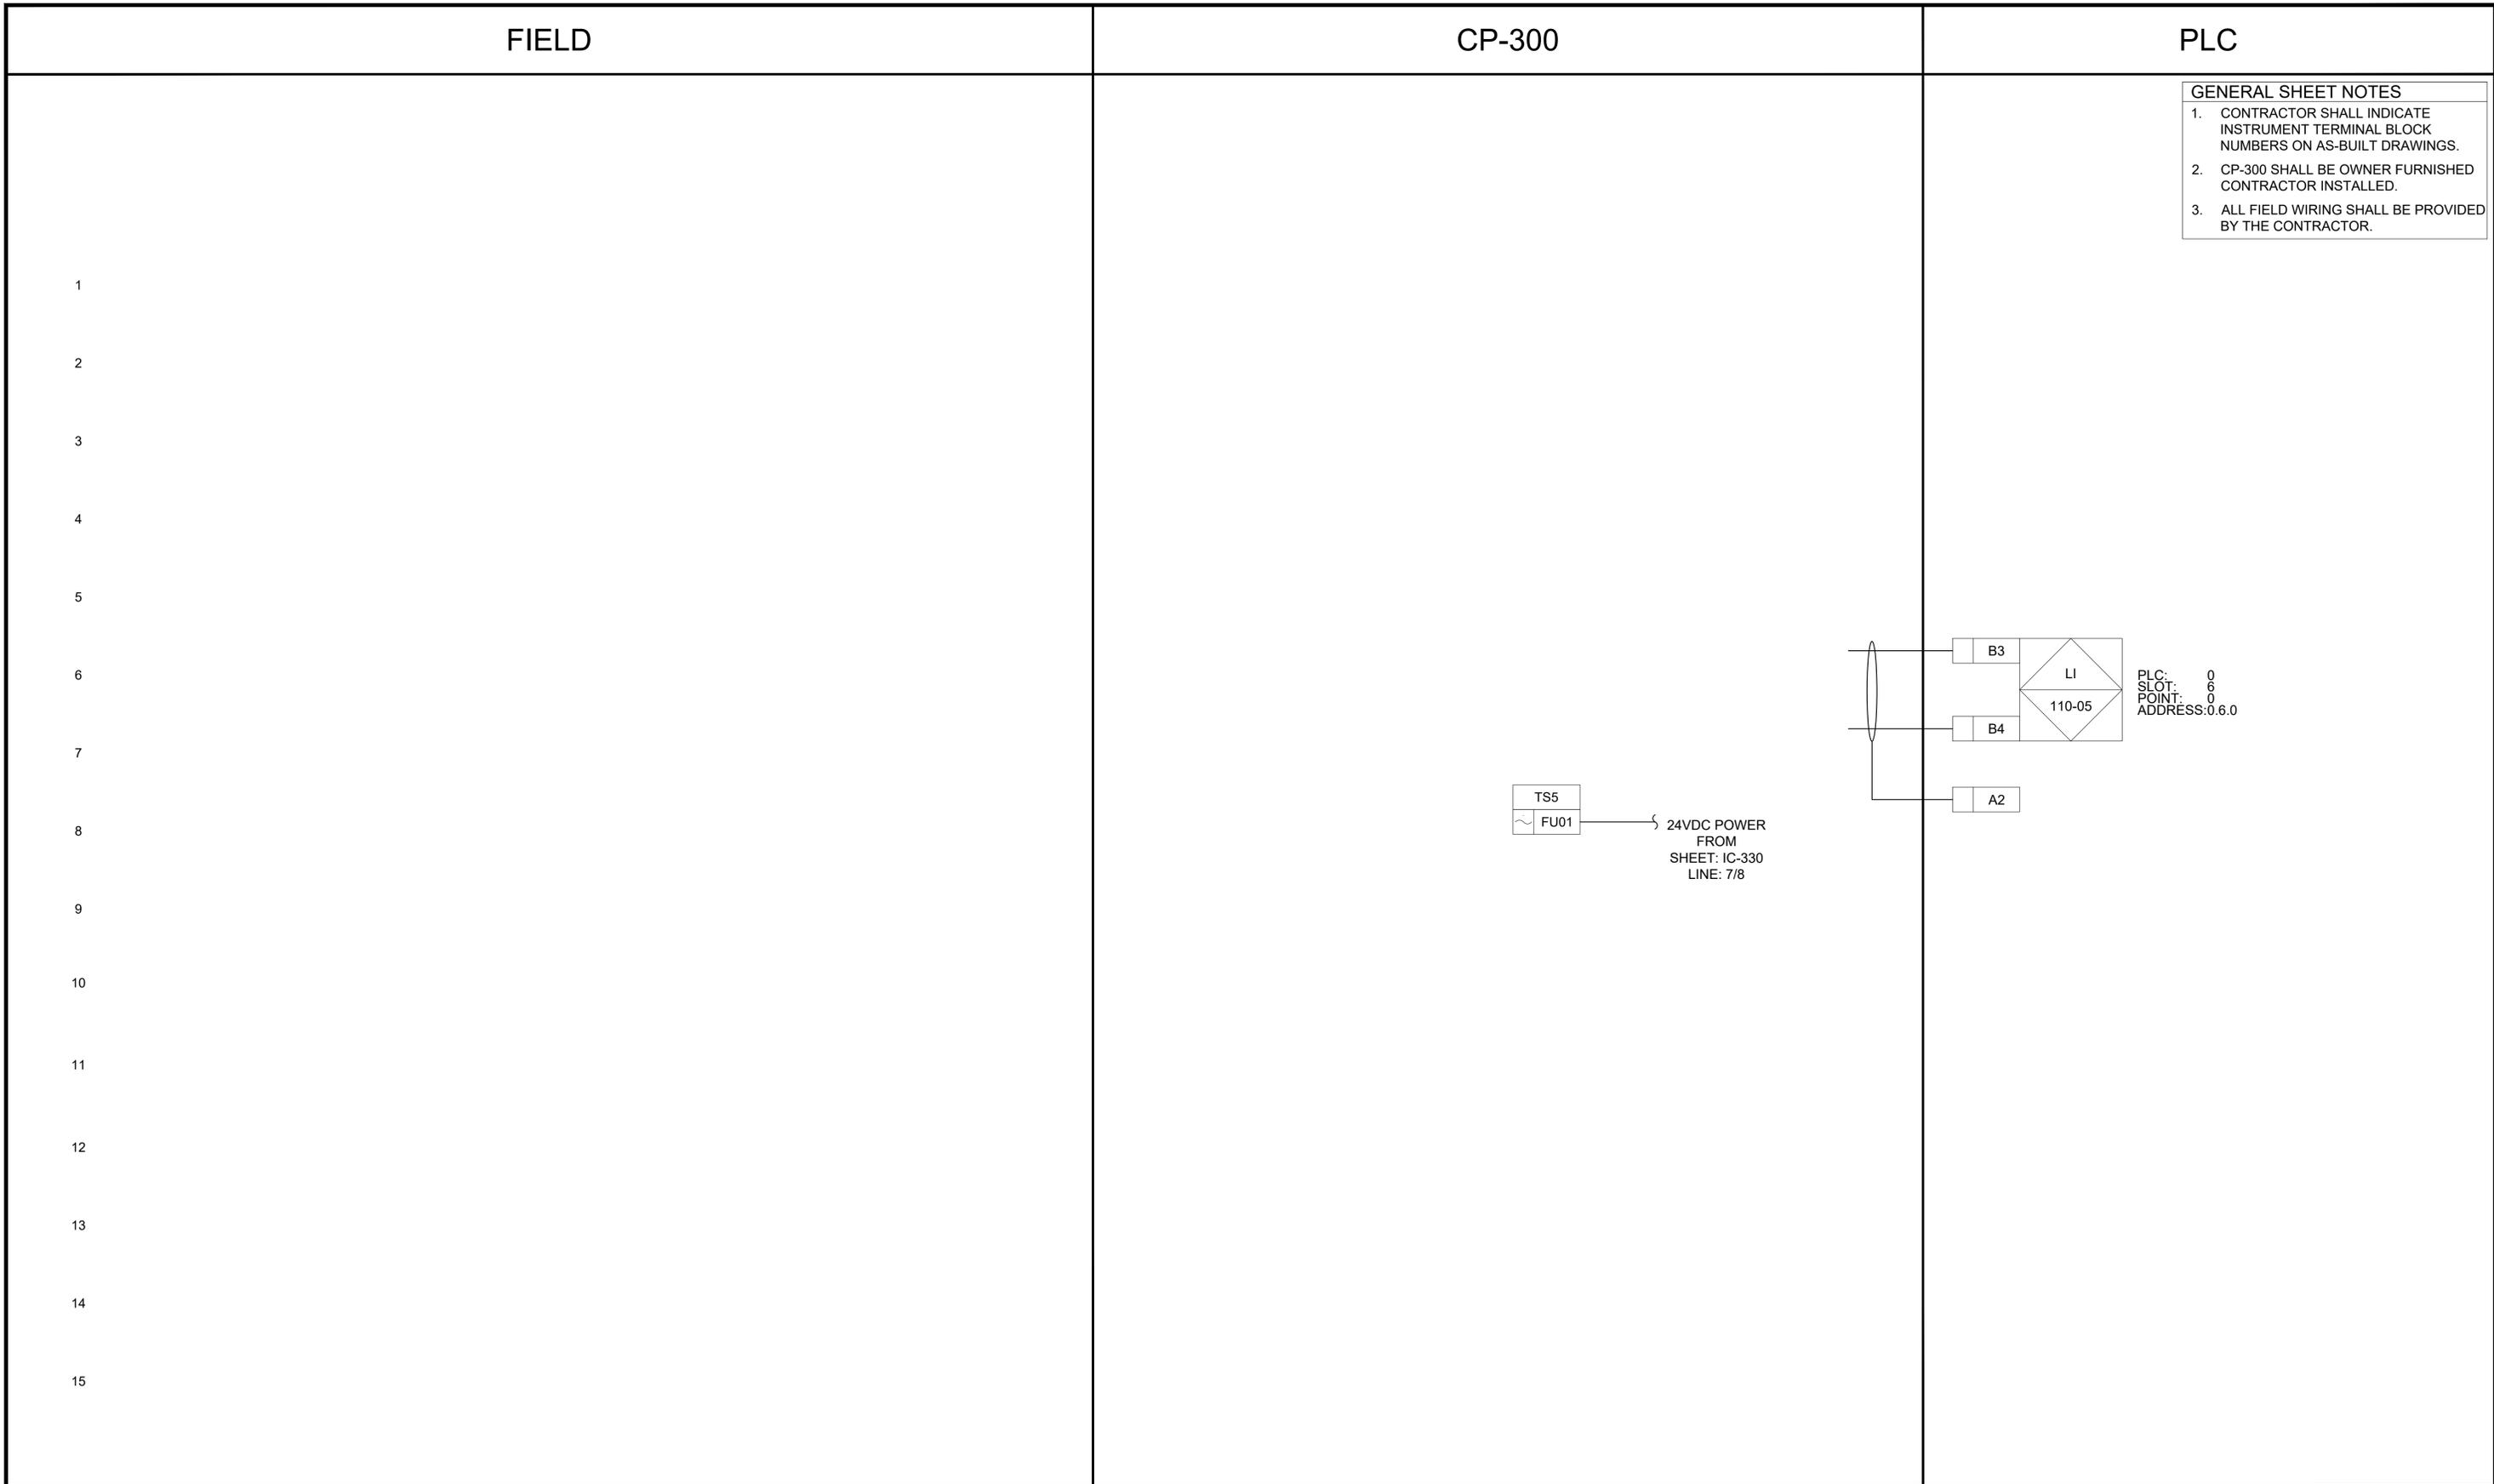 FIELD
CP-300
PLC
GENERAL SHEET NOTES
1. CONTRACTOR SHALL INDICATE
INSTRUMENT TERMINAL BLOCK
NUMBERS ON AS-BUILT DRAWINGS.
2. CP-300 SHALL BE OWNER FURNISHED
CONTRACTOR INSTALLED.
3. ALL FIELD WIRING SHALL BE PROVIDED
BY THE CONTRACTOR.
1
2
3
4
5
6
7
8
9
10
11
12
13
14
15
TS5
FU01
24VDC POWER
FROM
SHEET: IC-330
LINE: 7/8
B3
LI
110-05
B4
A2
PLC: 0
SLOT: 6
POINT: 0
ADDRESS:0.6.0